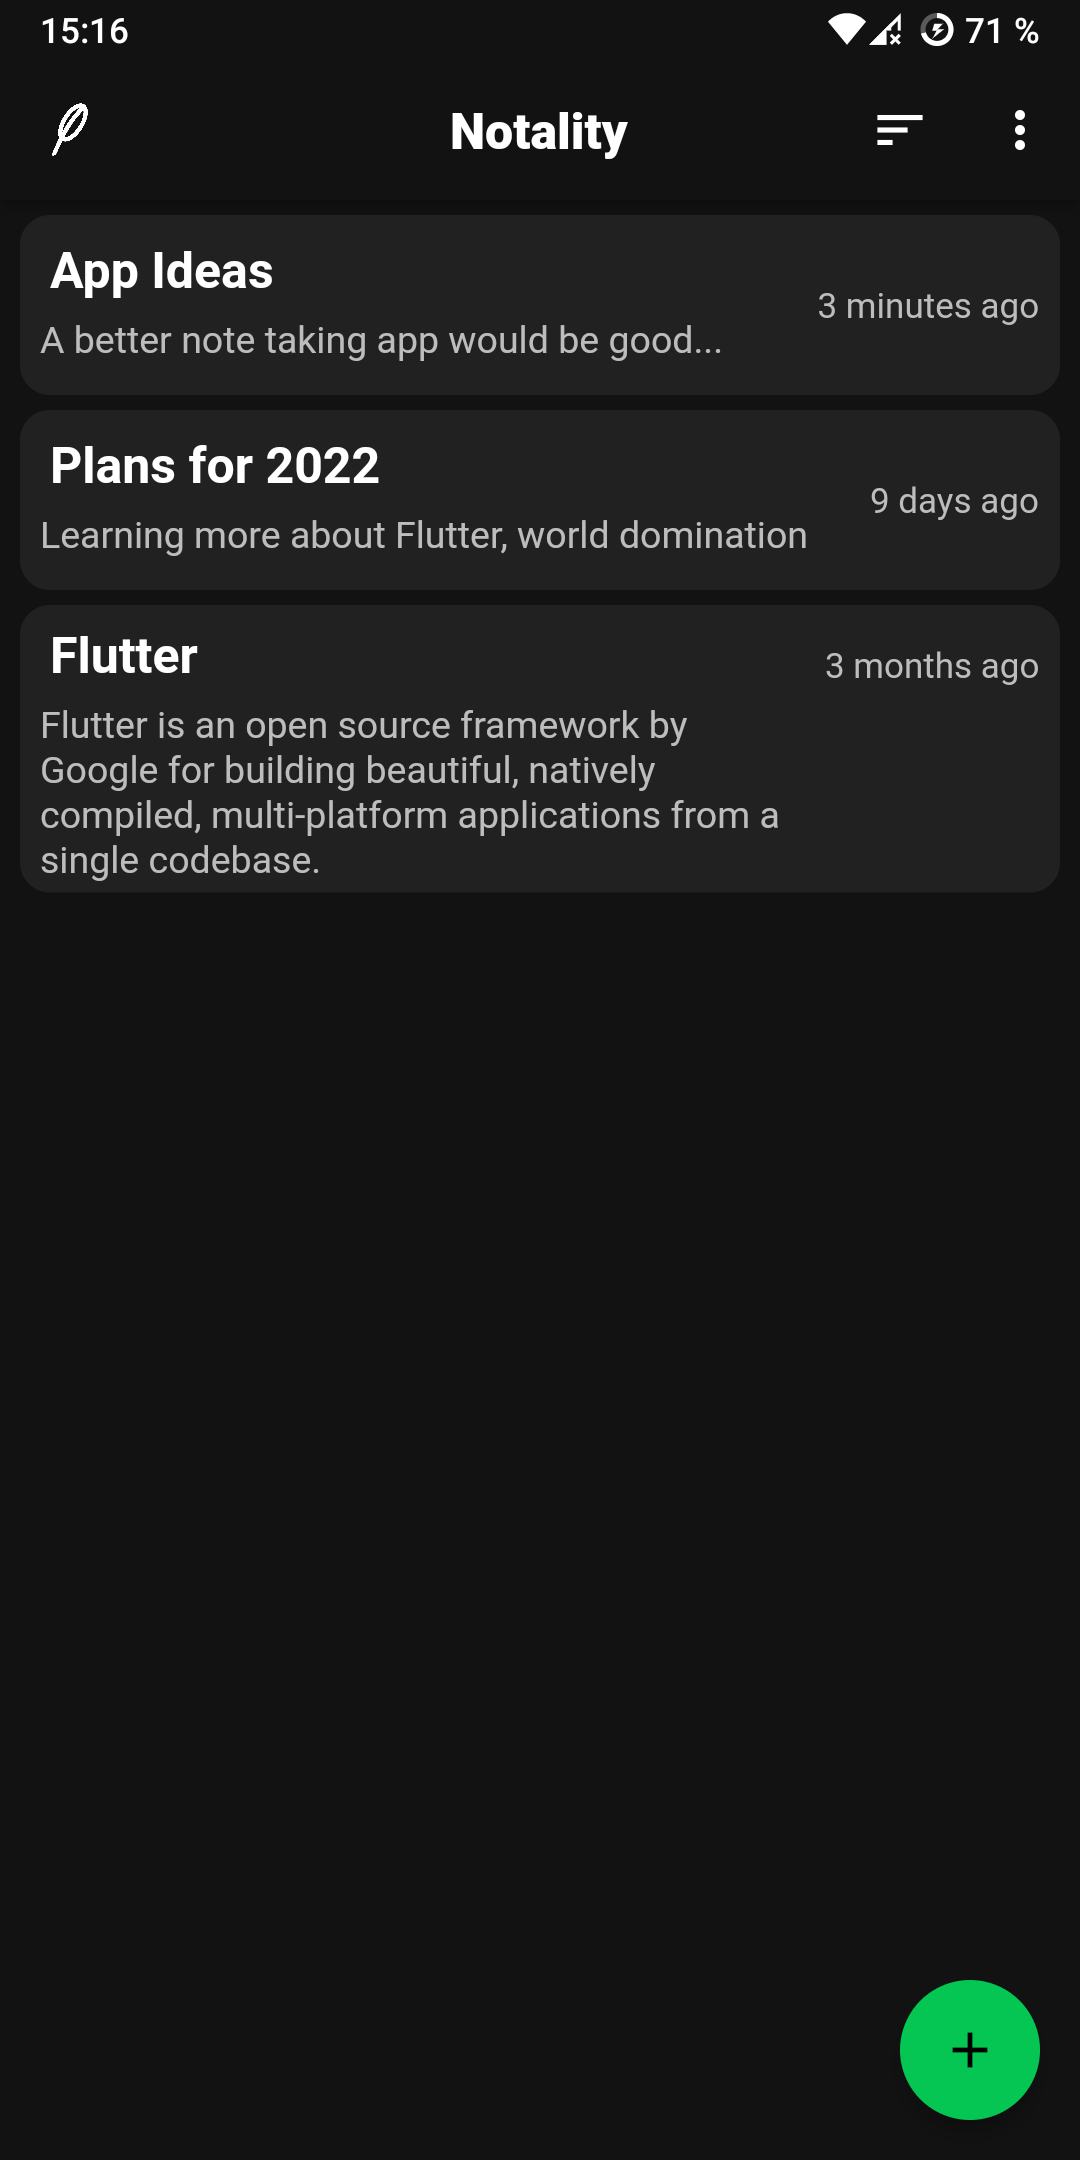 15:16
71 %
Notality
App Ideas
3 minutes ago
A better note taking app would be good...
Plans for 2022
9 days ago
Learning more about Flutter, world domination
Flutter
3 months ago
Flutter is an open source framework by
Google for building beautiful, natively
compiled, multi-platform applications from a
single codebase.